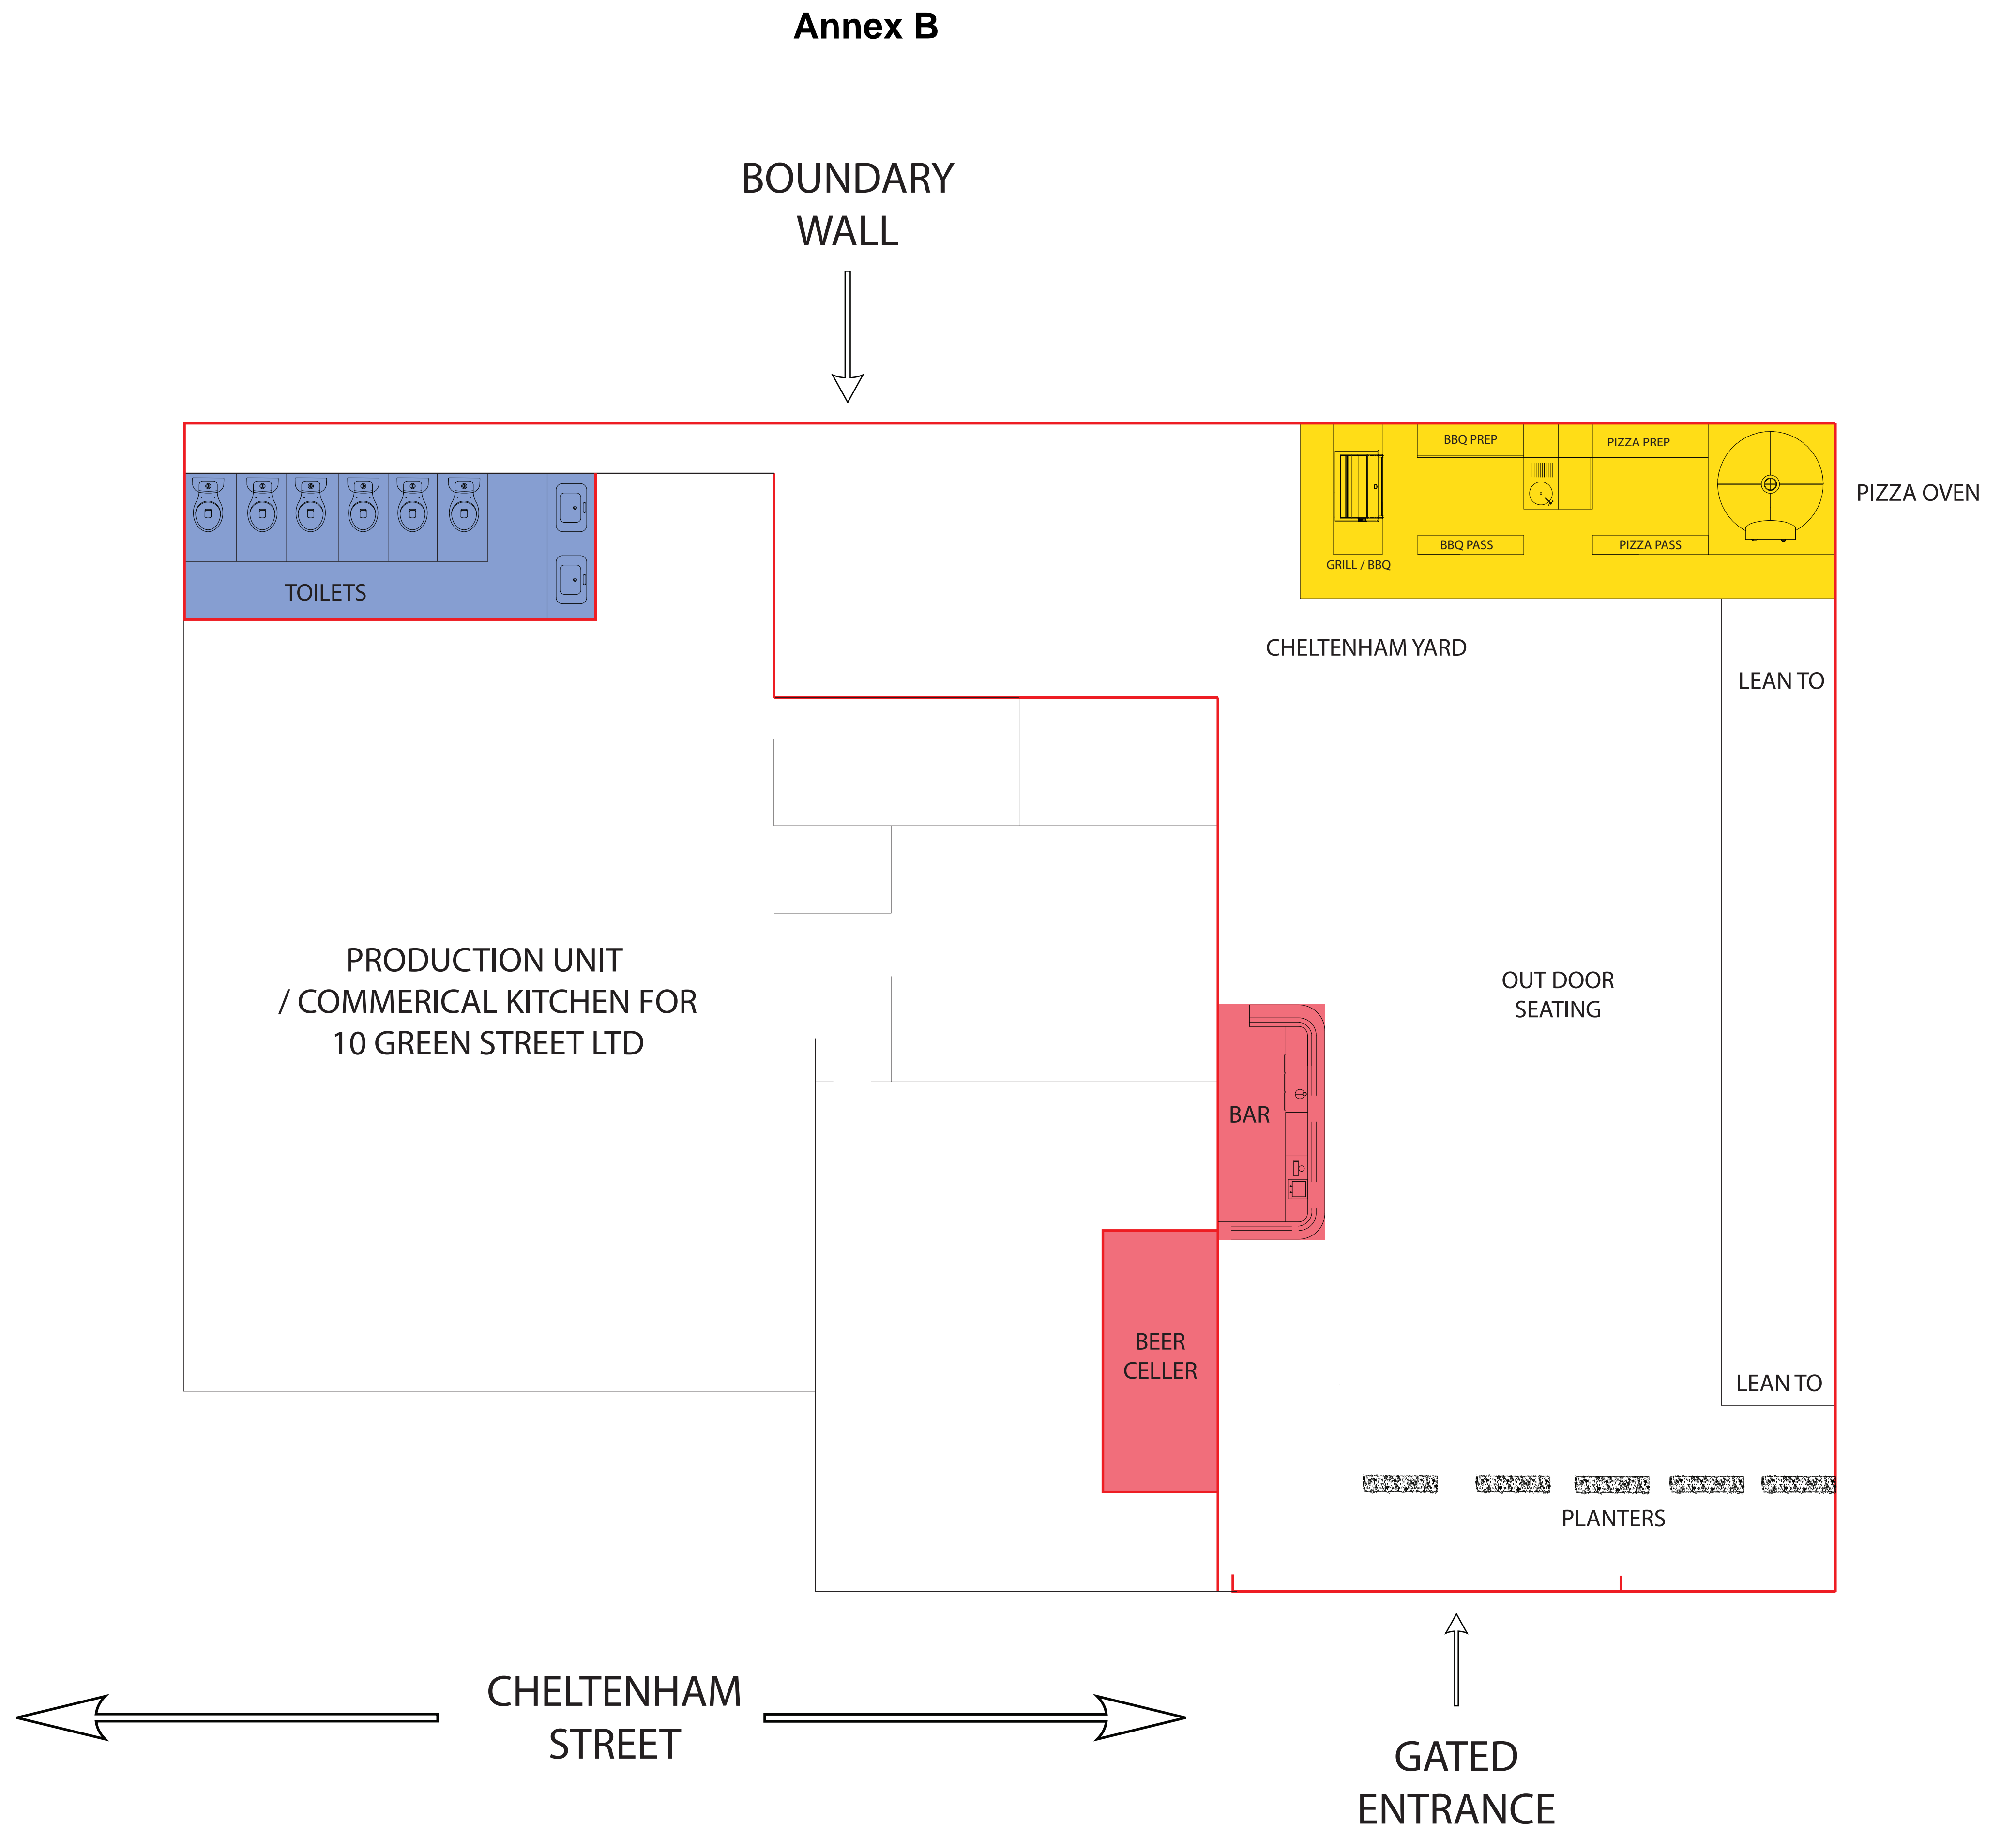 Annex B
BOUNDARY
WALL
BBQ PREP
PIZZA PREP
PIZZA OVEN
BBQ PASS
PIZZA PASS
GRILL / BBQ
TOILETS
CHELTENHAM YARD
LEAN TO
PRODUCTION UNIT
/ COMMERICAL KITCHEN FOR
10 GREEN STREET LTD
OUT DOOR
SEATING
BAR
BEER
CELLER
LEAN TO
PLANTERS
CHELTENHAM
STREET
GATED
ENTRANCE